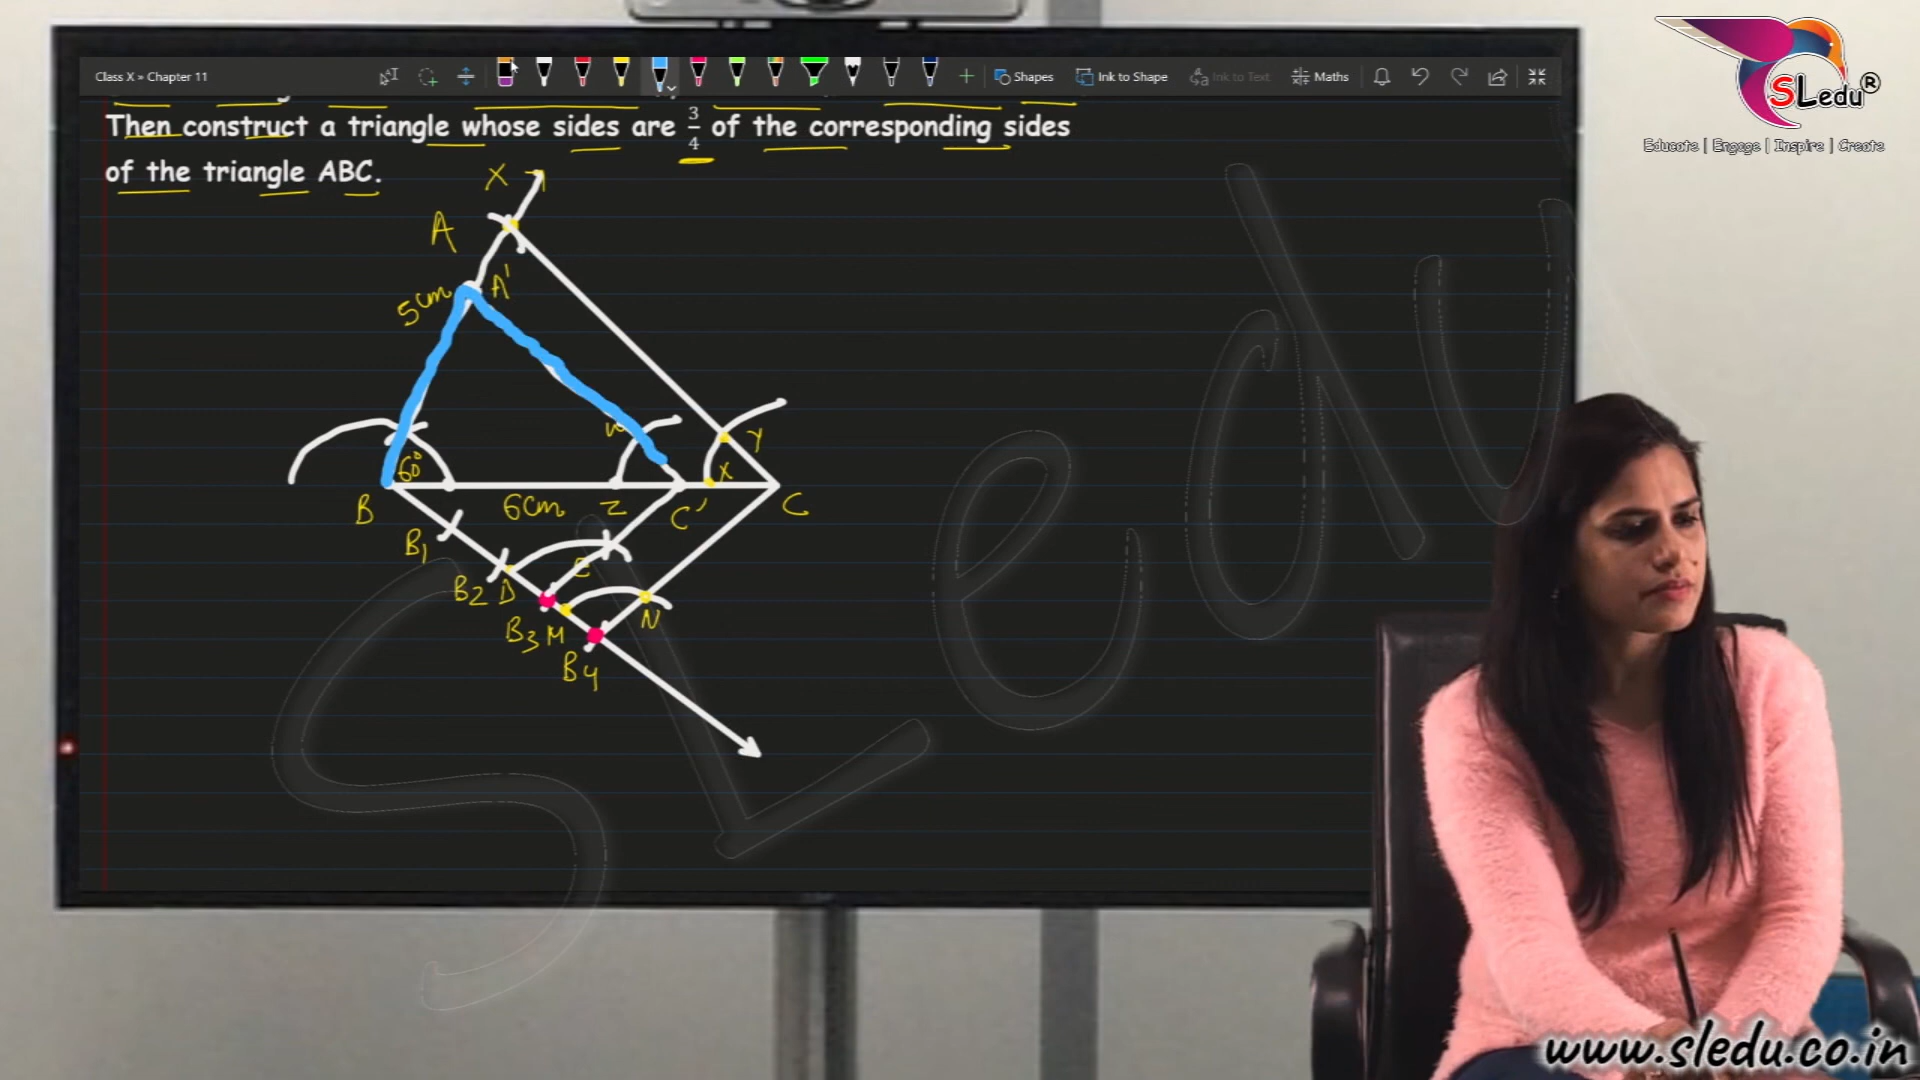 Class X » Chapter 11
Shapes
Ink to Shape
Ink to Text
Maths
Then construct a triangle whose sides are 3/4 of the corresponding sides
of the triangle ABC.
X
A
5cm A'
60°
W
Y
X
B
6cm
Z
C'
C
B1
B2 D
E
B3 M
N
B4
SLedu
SLedu®
Educate | Engage | Inspire | Create
www.sledu.co.in